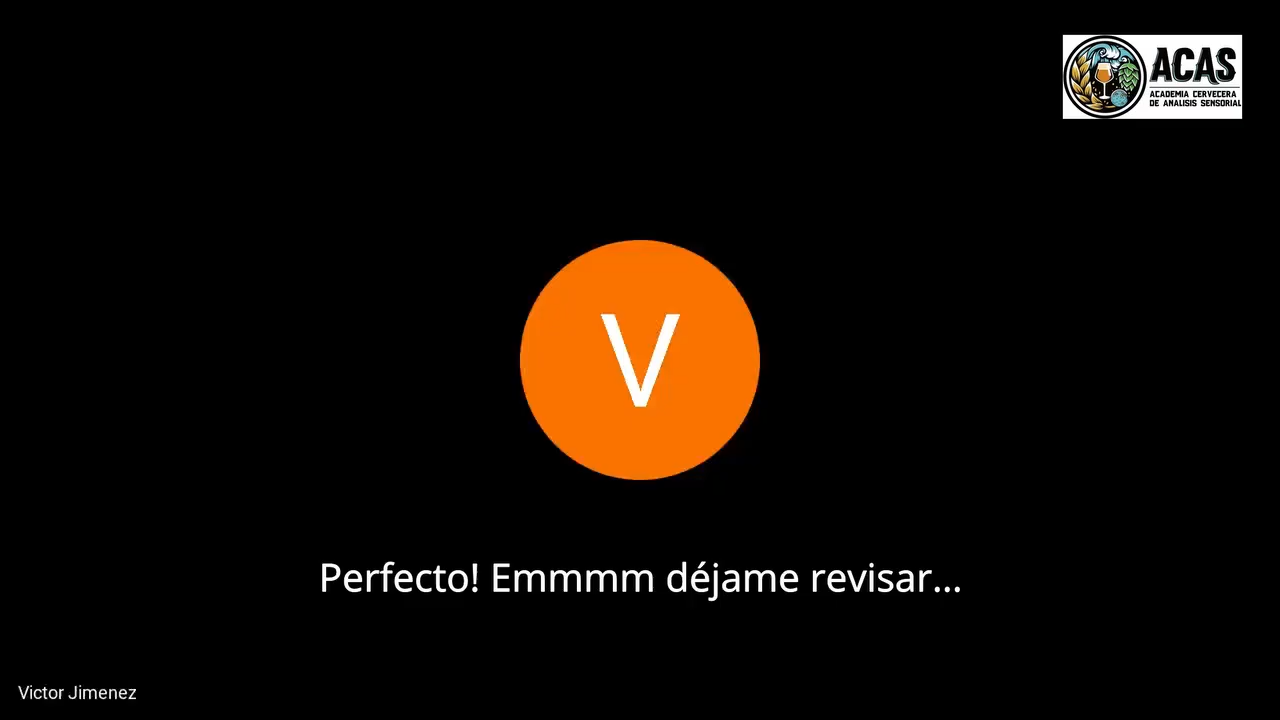 ACAS
ACADEMIA CERVECERA
DE ANALISIS SENSORIAL
V
Perfecto! Emmmm déjame revisar...
Victor Jimenez